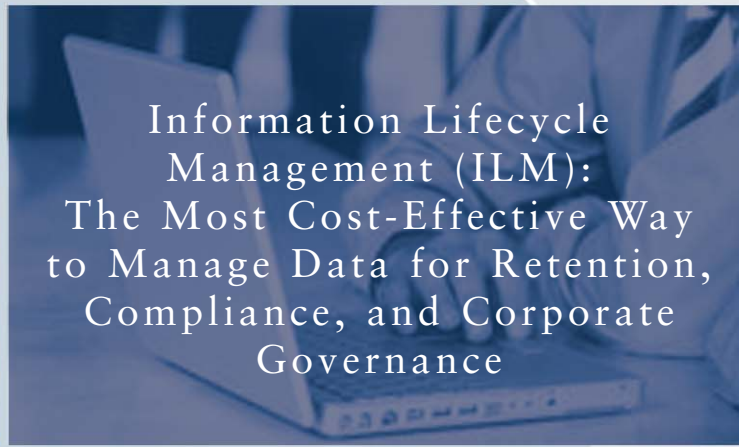 Information Lifecycle
Management (ILM):
The Most Cost-Effective Way
to Manage Data for Retention,
Compliance, and Corporate
Governance